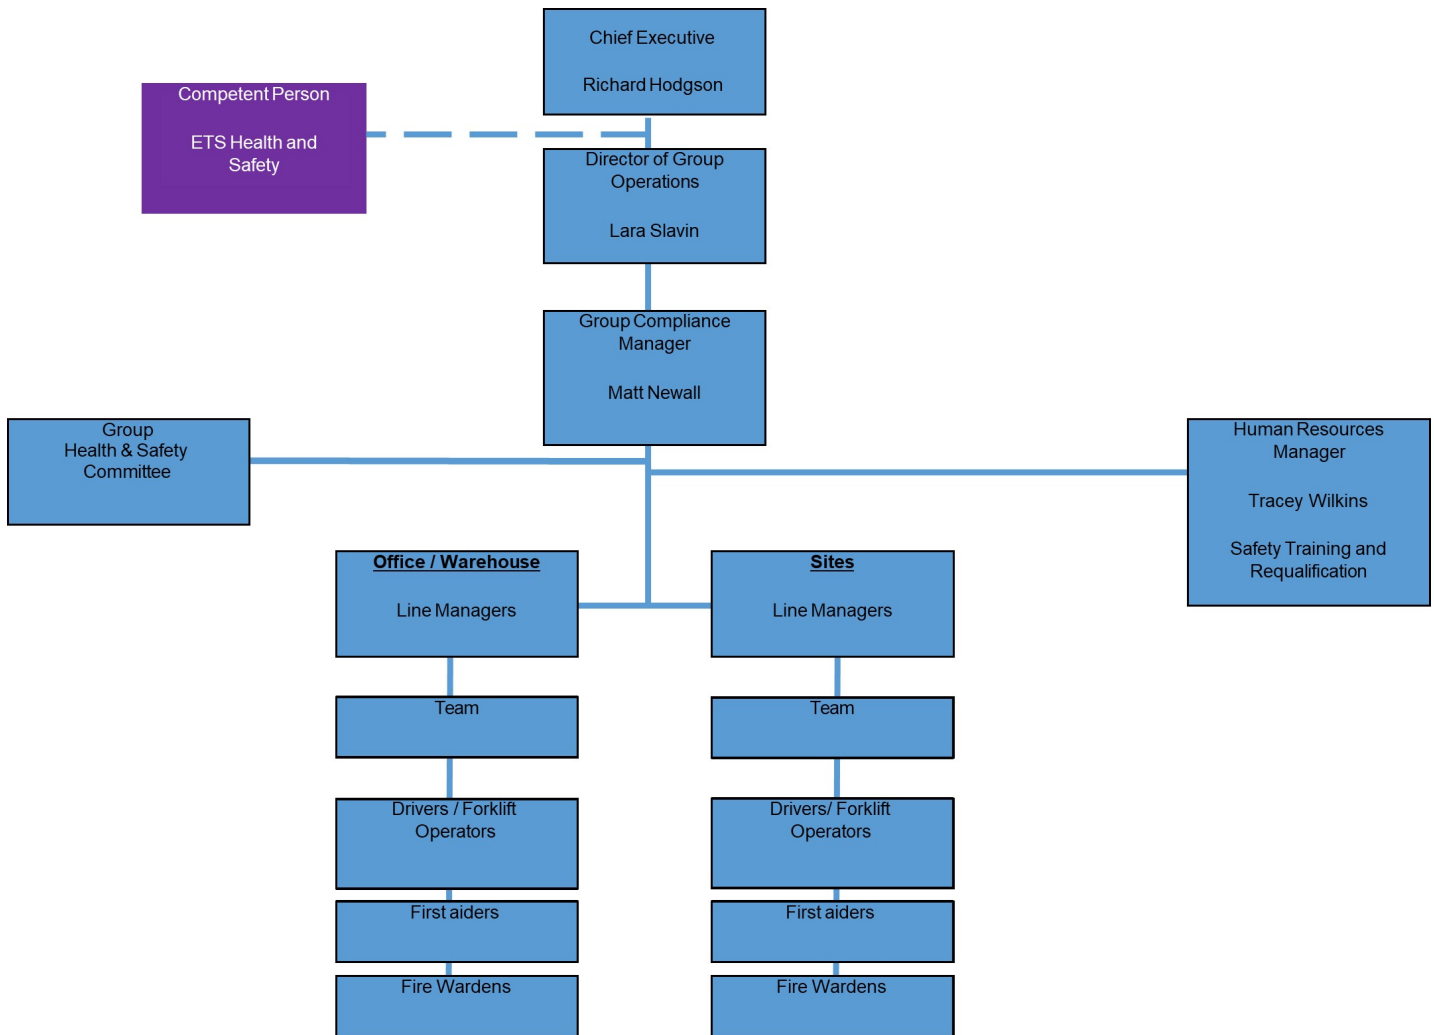 Chief Executive
Richard Hodgson
Competent Person
ETS Health and
Safety
Director of Group
Operations
Lara Slavin
Group Compliance
Manager
Matt Newall
Group
Health & Safety
Committee
Human Resources
Manager
Tracey Wilkins
Safety Training and
Requalification
Office / Warehouse
Line Managers
Team
Drivers / Forklift
Operators
First aiders
Fire Wardens
Sites
Line Managers
Team
Drivers/ Forklift
Operators
First aiders
Fire Wardens